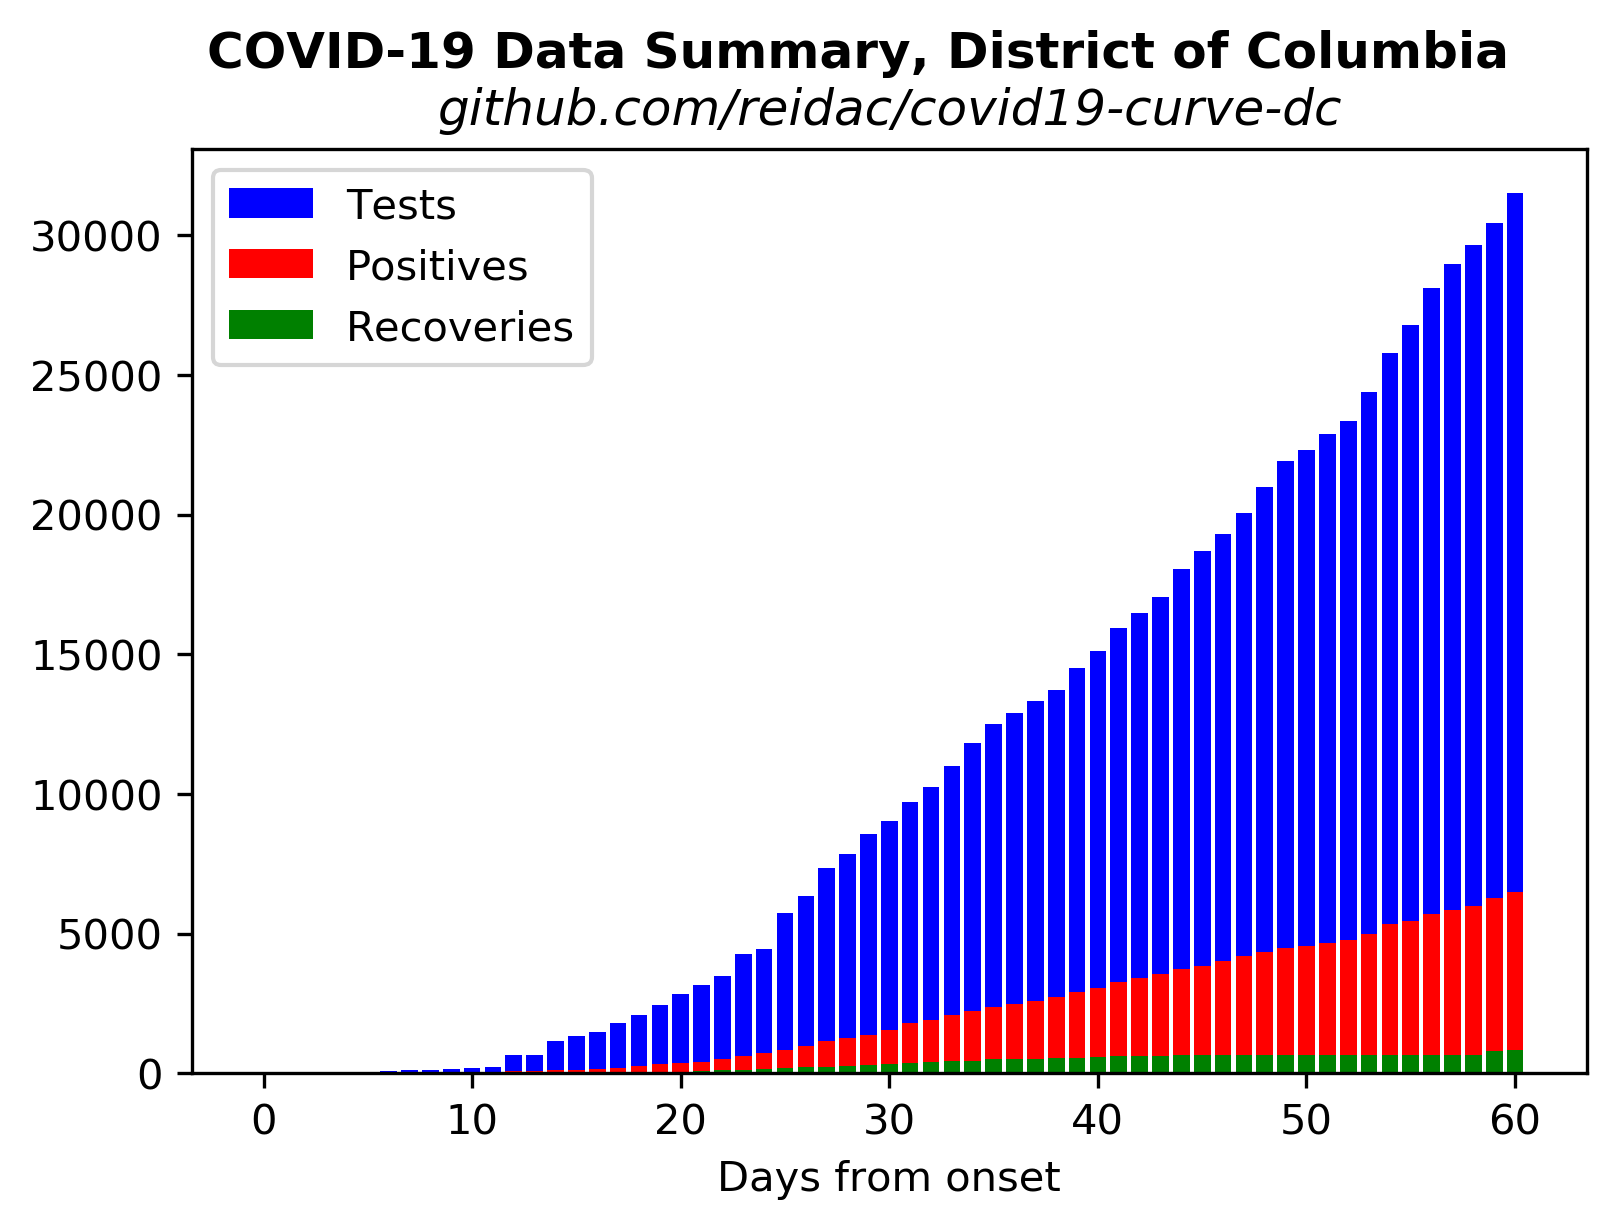 COVID-19 Data Summary, District of Columbia
github.com/reidac/covid19-curve-dc
Tests
Positives
Recoveries
30000
25000
20000
15000
10000
5000
0
0 10 20 30 40 50 60
Days from onset